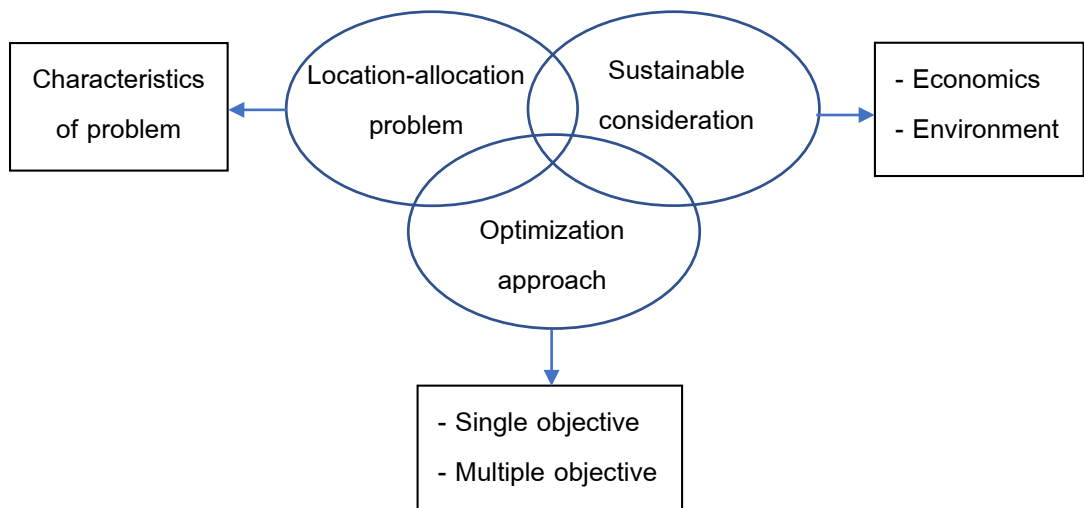 Characteristics
of problem
Location-allocation
problem
Sustainable
consideration
- Economics
- Environment
Optimization
approach
- Single objective
- Multiple objective